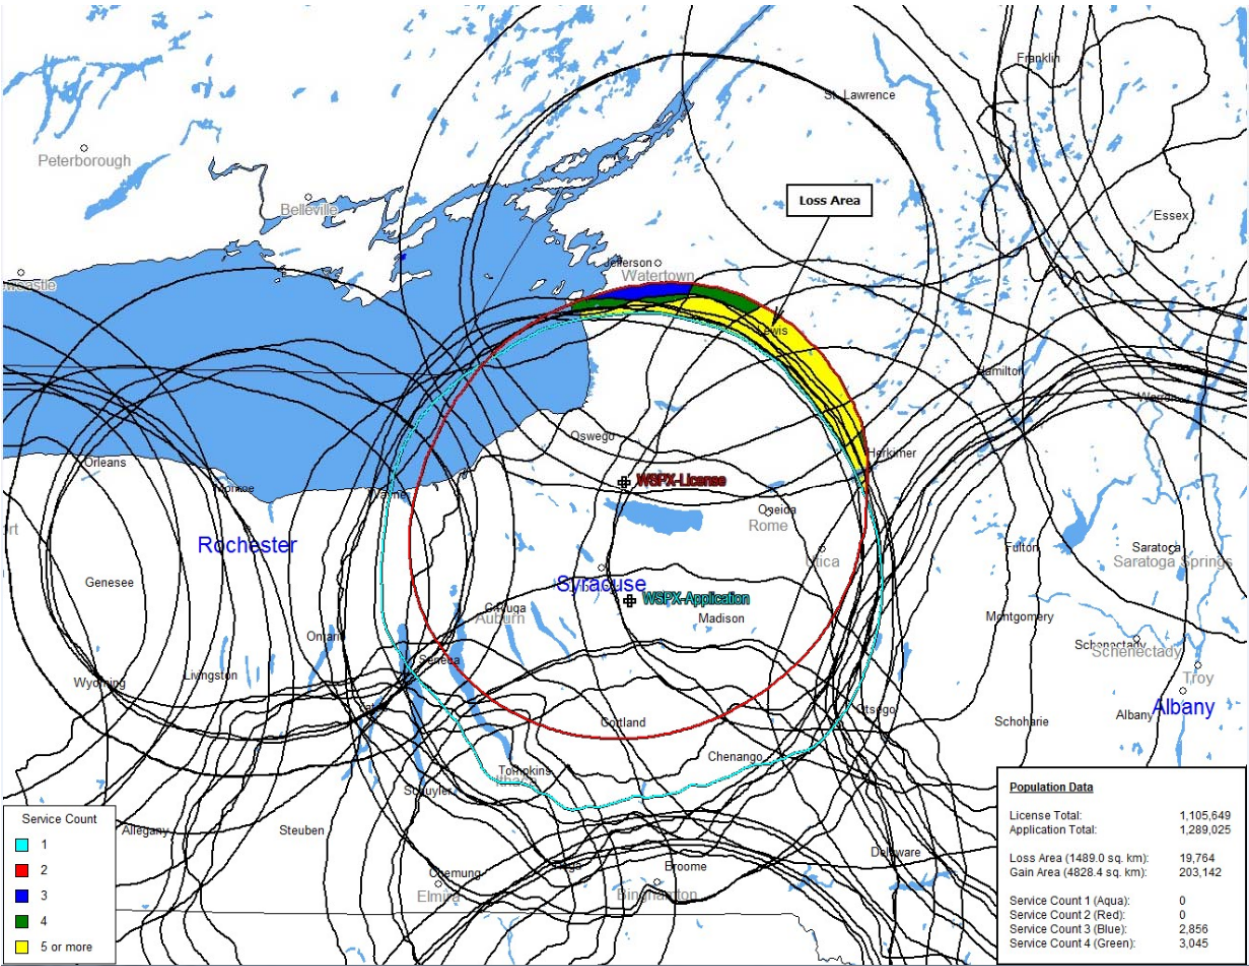 Franklin
St. Lawrence
Peterborough
Loss Area
Belleville
Essex
Jefferson
Watertown
Lewis
Hamilton
Warren
Oswego
Orleans
Herkimer
Monroe
WSPX-License
Wayne
Oneida
Rome
Rochester
Fulton
Saratoga
Saratoga Springs
Utica
Genesee
Syracuse
WSPX-Application
Cayuga
Auburn
Madison
Montgomery
Ontario
Schenectady
Schenectady
Seneca
Livingston
Wyoming
Troy
Otsego
Albany
Albany
Cortland
Schoharie
Chenango
Tompkins
Ithaca
Schuyler
Population Data
License Total: 1,105,649
Application Total: 1,289,025
Loss Area (1489.0 sq. km): 19,764
Gain Area (4828.4 sq. km): 203,142
Service Count 1 (Aqua): 0
Service Count 2 (Red): 0
Service Count 3 (Blue): 2,856
Service Count 4 (Green): 3,045
Service Count
1
2
3
4
5 or more
Allegany
Steuben
Delaware
Broome
Chemung
Elmira
Binghamton